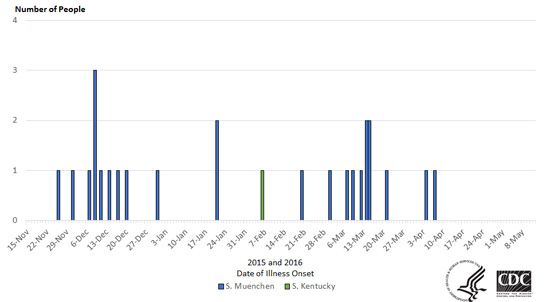 Number of People
4
3
2
1
0
15-Nov 22-Nov 29-Nov 6-Dec 13-Dec 20-Dec 27-Dec 3-Jan 10-Jan 17-Jan 24-Jan 31-Jan 7-Feb 14-Feb 21-Feb 28-Feb 6-Mar 13-Mar 20-Mar 27-Mar 3-Apr 10-Apr 17-Apr 24-Apr 1-May 8-May
2015 and 2016
Date of Illness Onset
S. Muenchen S. Kentucky
CDC